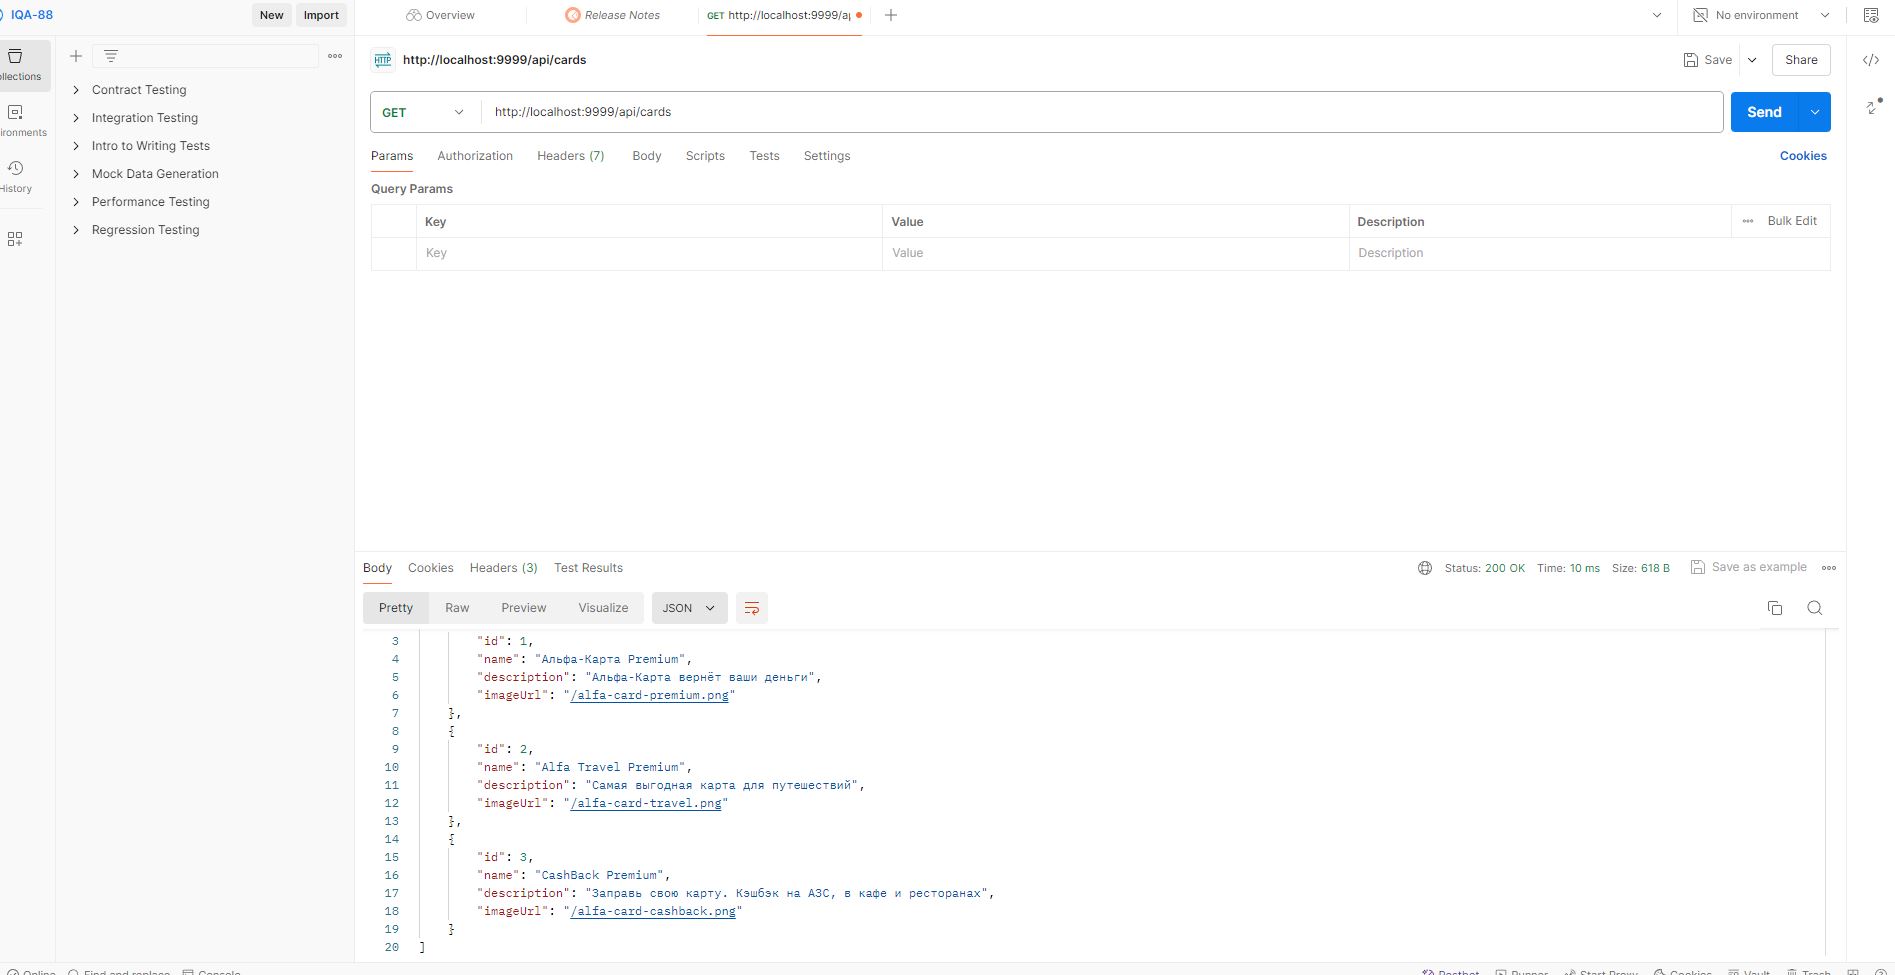 IQA-88 New Import Overview Release Notes GET http://localhost:9999/a No environment
llections
ironments
History
Contract Testing
Integration Testing
Intro to Writing Tests
Mock Data Generation
Performance Testing
Regression Testing
HTTP http://localhost:9999/api/cards Save Share
GET http://localhost:9999/api/cards Send
Params Authorization Headers (7) Body Scripts Tests Settings Cookies
Query Params
Key Value Description Bulk Edit
Key Value Description
Body Cookies Headers (3) Test Results Status: 200 OK Time: 10 ms Size: 618 B Save as example
Pretty Raw Preview Visualize JSON
3 "id": 1,
4 "name": "Альфа-Карта Premium",
5 "description": "Альфа-Карта вернёт ваши деньги",
6 "imageUrl": "/alfa-card-premium.png"
7 },
8 {
9 "id": 2,
10 "name": "Alfa Travel Premium",
11 "description": "Самая выгодная карта для путешествий",
12 "imageUrl": "/alfa-card-travel.png"
13 },
14 {
15 "id": 3,
16 "name": "CashBack Premium",
17 "description": "Заправь свою карту. Кэшбэк на АЗС, в кафе и ресторанах",
18 "imageUrl": "/alfa-card-cashback.png"
19 }
20 ]
Online Find and replace Console Postbot Runner Start Proxy Cookies Vault Trash